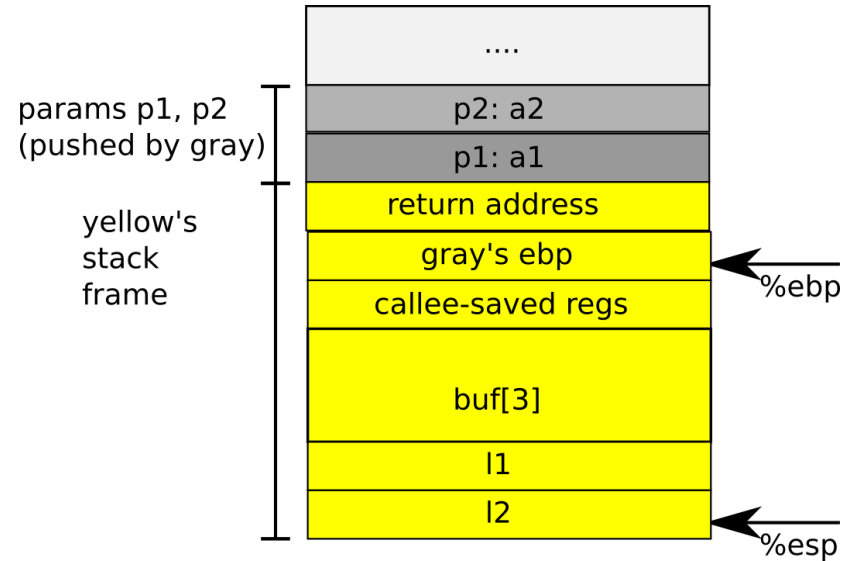 ....
params p1, p2
(pushed by gray)
p2: a2
p1: a1
yellow's
stack
frame
return address
gray's ebp
%ebp
callee-saved regs
buf[3]
l1
l2
%esp